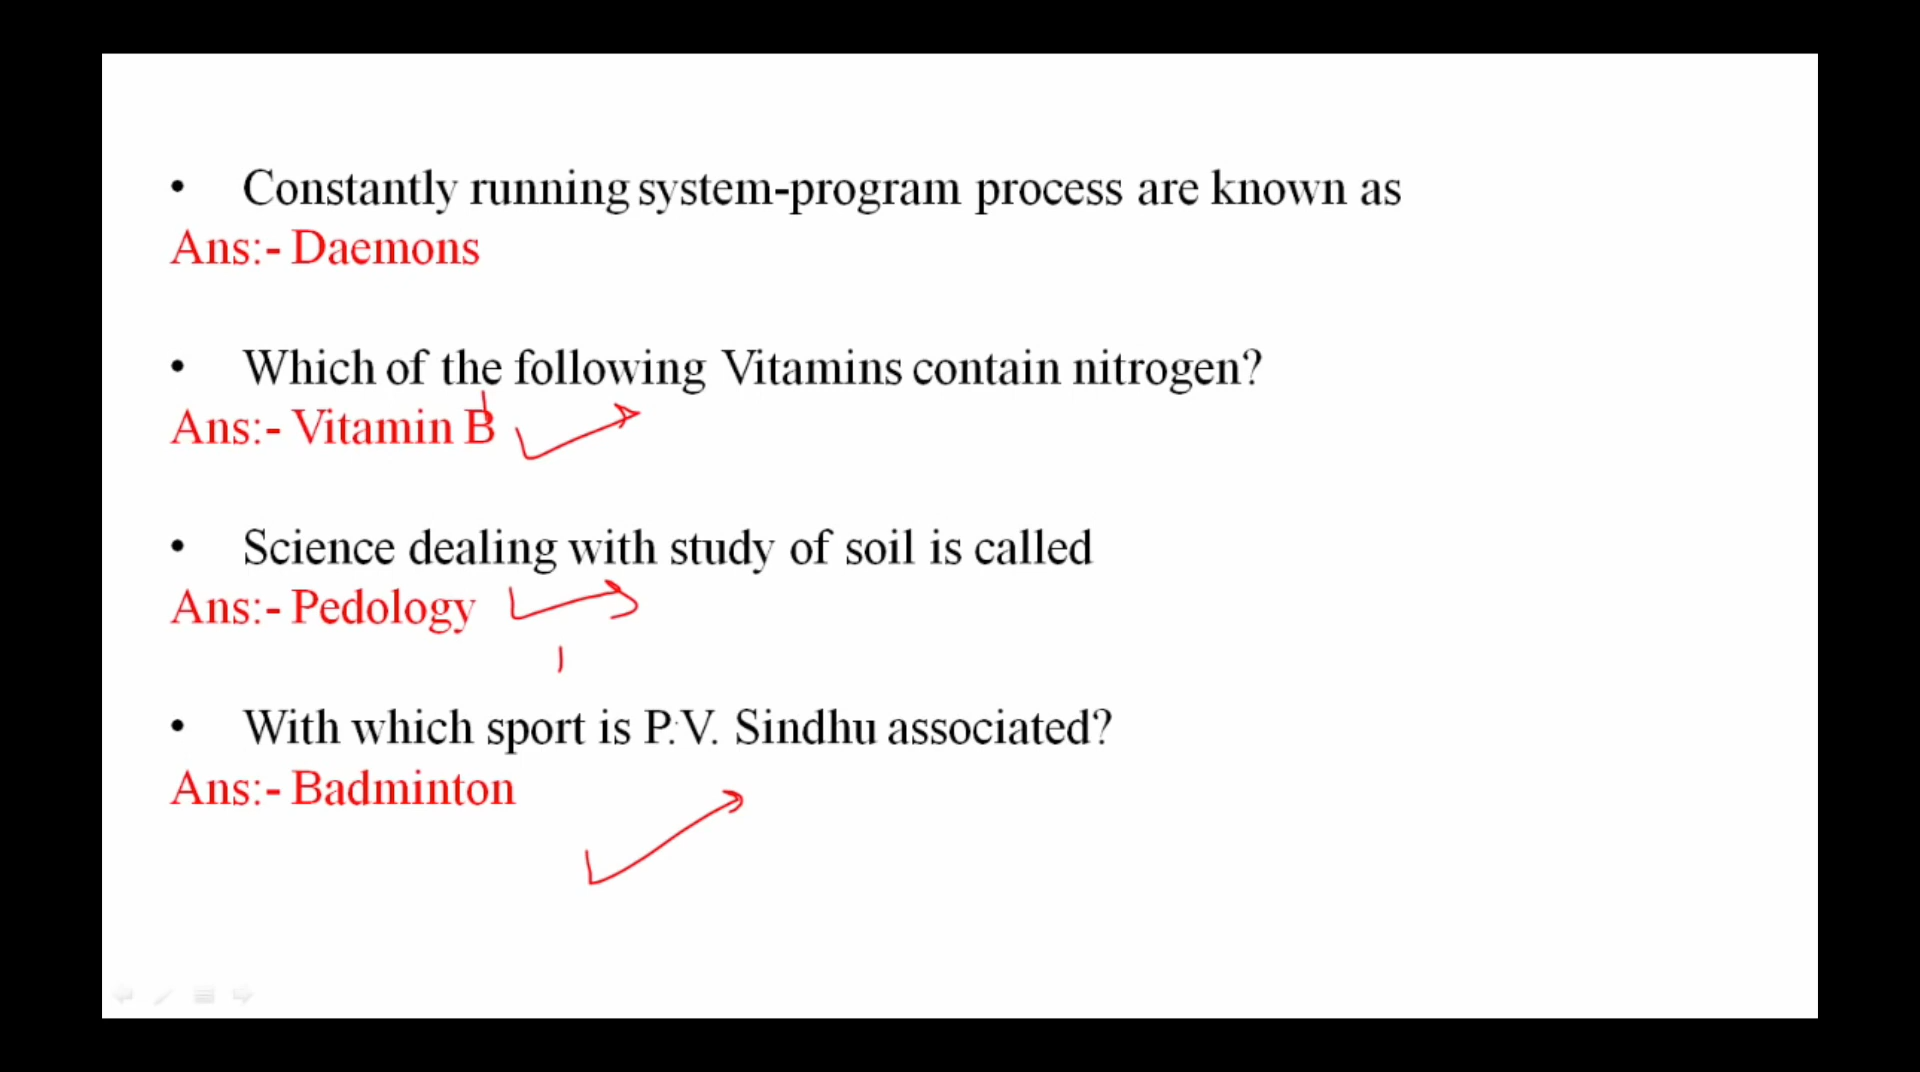 • Constantly running system-program process are known as
Ans:- Daemons
• Which of the following Vitamins contain nitrogen?
Ans:- Vitamin B
• Science dealing with study of soil is called
Ans:- Pedology
• With which sport is P.V. Sindhu associated?
Ans:- Badminton